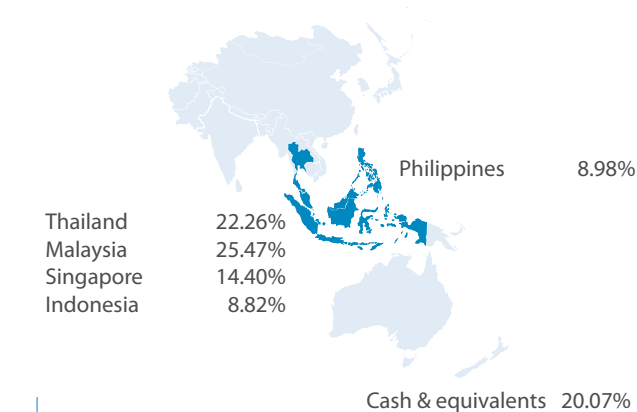 Philippines 8.98%
Thailand 22.26%
Malaysia 25.47%
Singapore 14.40%
Indonesia 8.82%
Cash & equivalents 20.07%